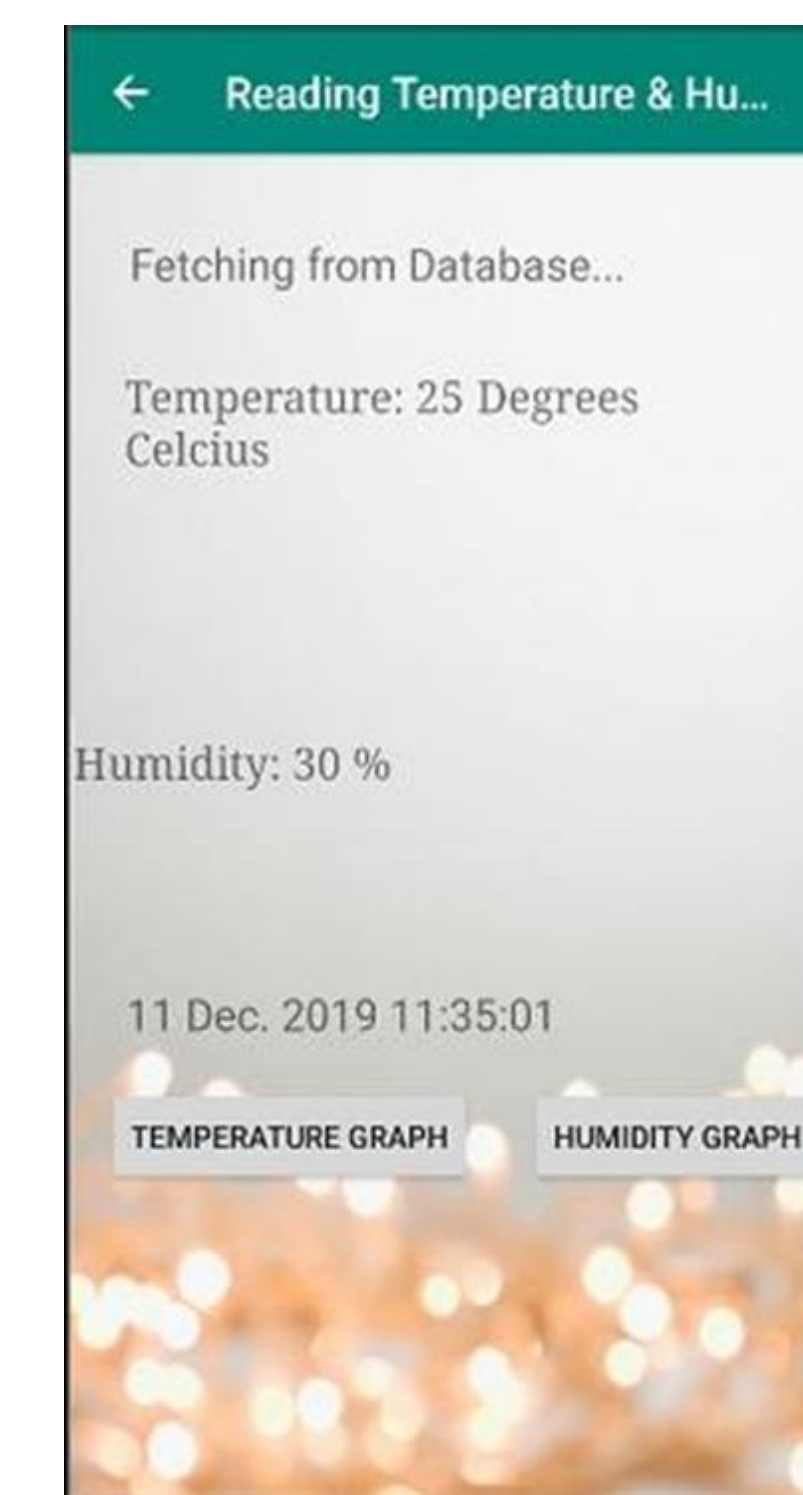 Reading Temperature & Hu...
Fetching from Database...
Temperature: 25 Degrees
Celcius
Humidity: 30 %
11 Dec. 2019 11:35:01
TEMPERATURE GRAPH
HUMIDITY GRAPH